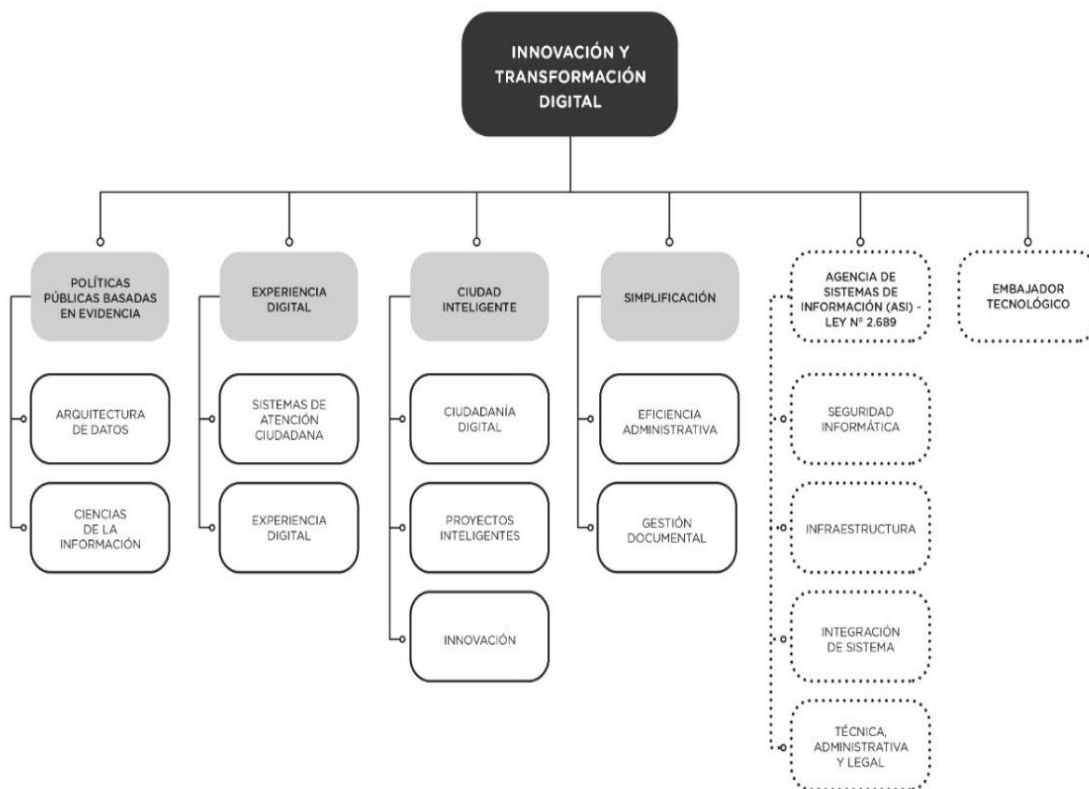 INNOVACIÓN Y
TRANSFORMACIÓN
DIGITAL
POLÍTICAS
PÚBLICAS BASADAS
EN EVIDENCIA
ARQUITECTURA
DE DATOS
CIENCIAS
DE LA
INFORMACIÓN
EXPERIENCIA
DIGITAL
SISTEMAS DE
ATENCIÓN
CIUDADANA
EXPERIENCIA
DIGITAL
CIUDAD
INTELIGENTE
CIUDADANÍA
DIGITAL
PROYECTOS
INTELIGENTES
INNOVACIÓN
SIMPLIFICACIÓN
EFICIENCIA
ADMINISTRATIVA
GESTIÓN
DOCUMENTAL
AGENCIA DE
SISTEMAS DE
INFORMACIÓN (ASI) -
LEY N° 2.689
SEGURIDAD
INFORMÁTICA
INFRAESTRUCTURA
INTEGRACIÓN
DE SISTEMA
TÉCNICA,
ADMINISTRATIVA
Y LEGAL
EMBAJADOR
TECNOLÓGICO